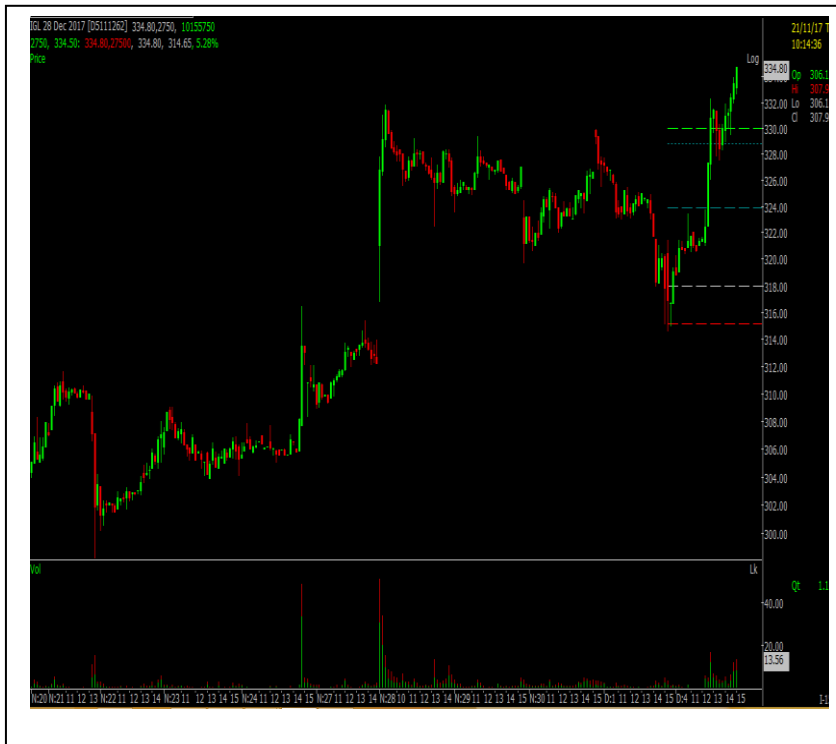 IGL 28 Dec 2017 [D5111262] 334.80,2750, 10155750
2750, 334.50: 334.80,27500, 334.80, 314.65, 5.28%
Price
Log
21/11/17 T
10:14:36
Op 306.1
Hi 307.9
Lo 306.1
Cl 307.9
334.80
332.00
330.00
328.00
326.00
324.00
322.00
320.00
318.00
316.00
314.00
312.00
310.00
308.00
306.00
304.00
302.00
300.00
Vol
Lk
Qt 1.1
40.00
20.00
13.56
N:20 N:21 11 12 13 N:22 11 12 13 14 N:23 11 12 13 14 15 N:24 11 12 13 14 15 N:27 11 12 13 14 15 N:28 10 11 12 13 14 N:29 11 12 13 14 15 N:30 11 12 13 14 15 D:1 11 12 13 14 15 D:4 11 12 13 14 15